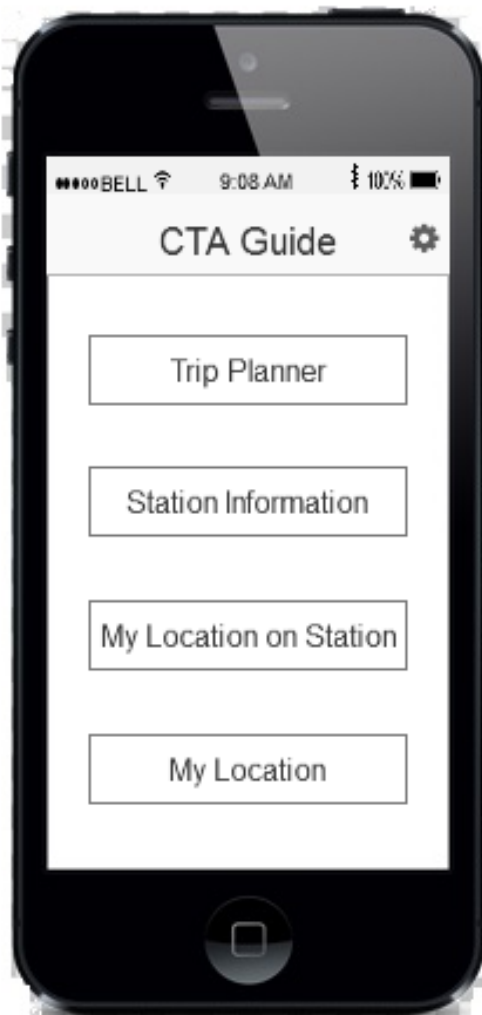 BELL 9:08 AM 100%
CTA Guide
Trip Planner
Station Information
My Location on Station
My Location